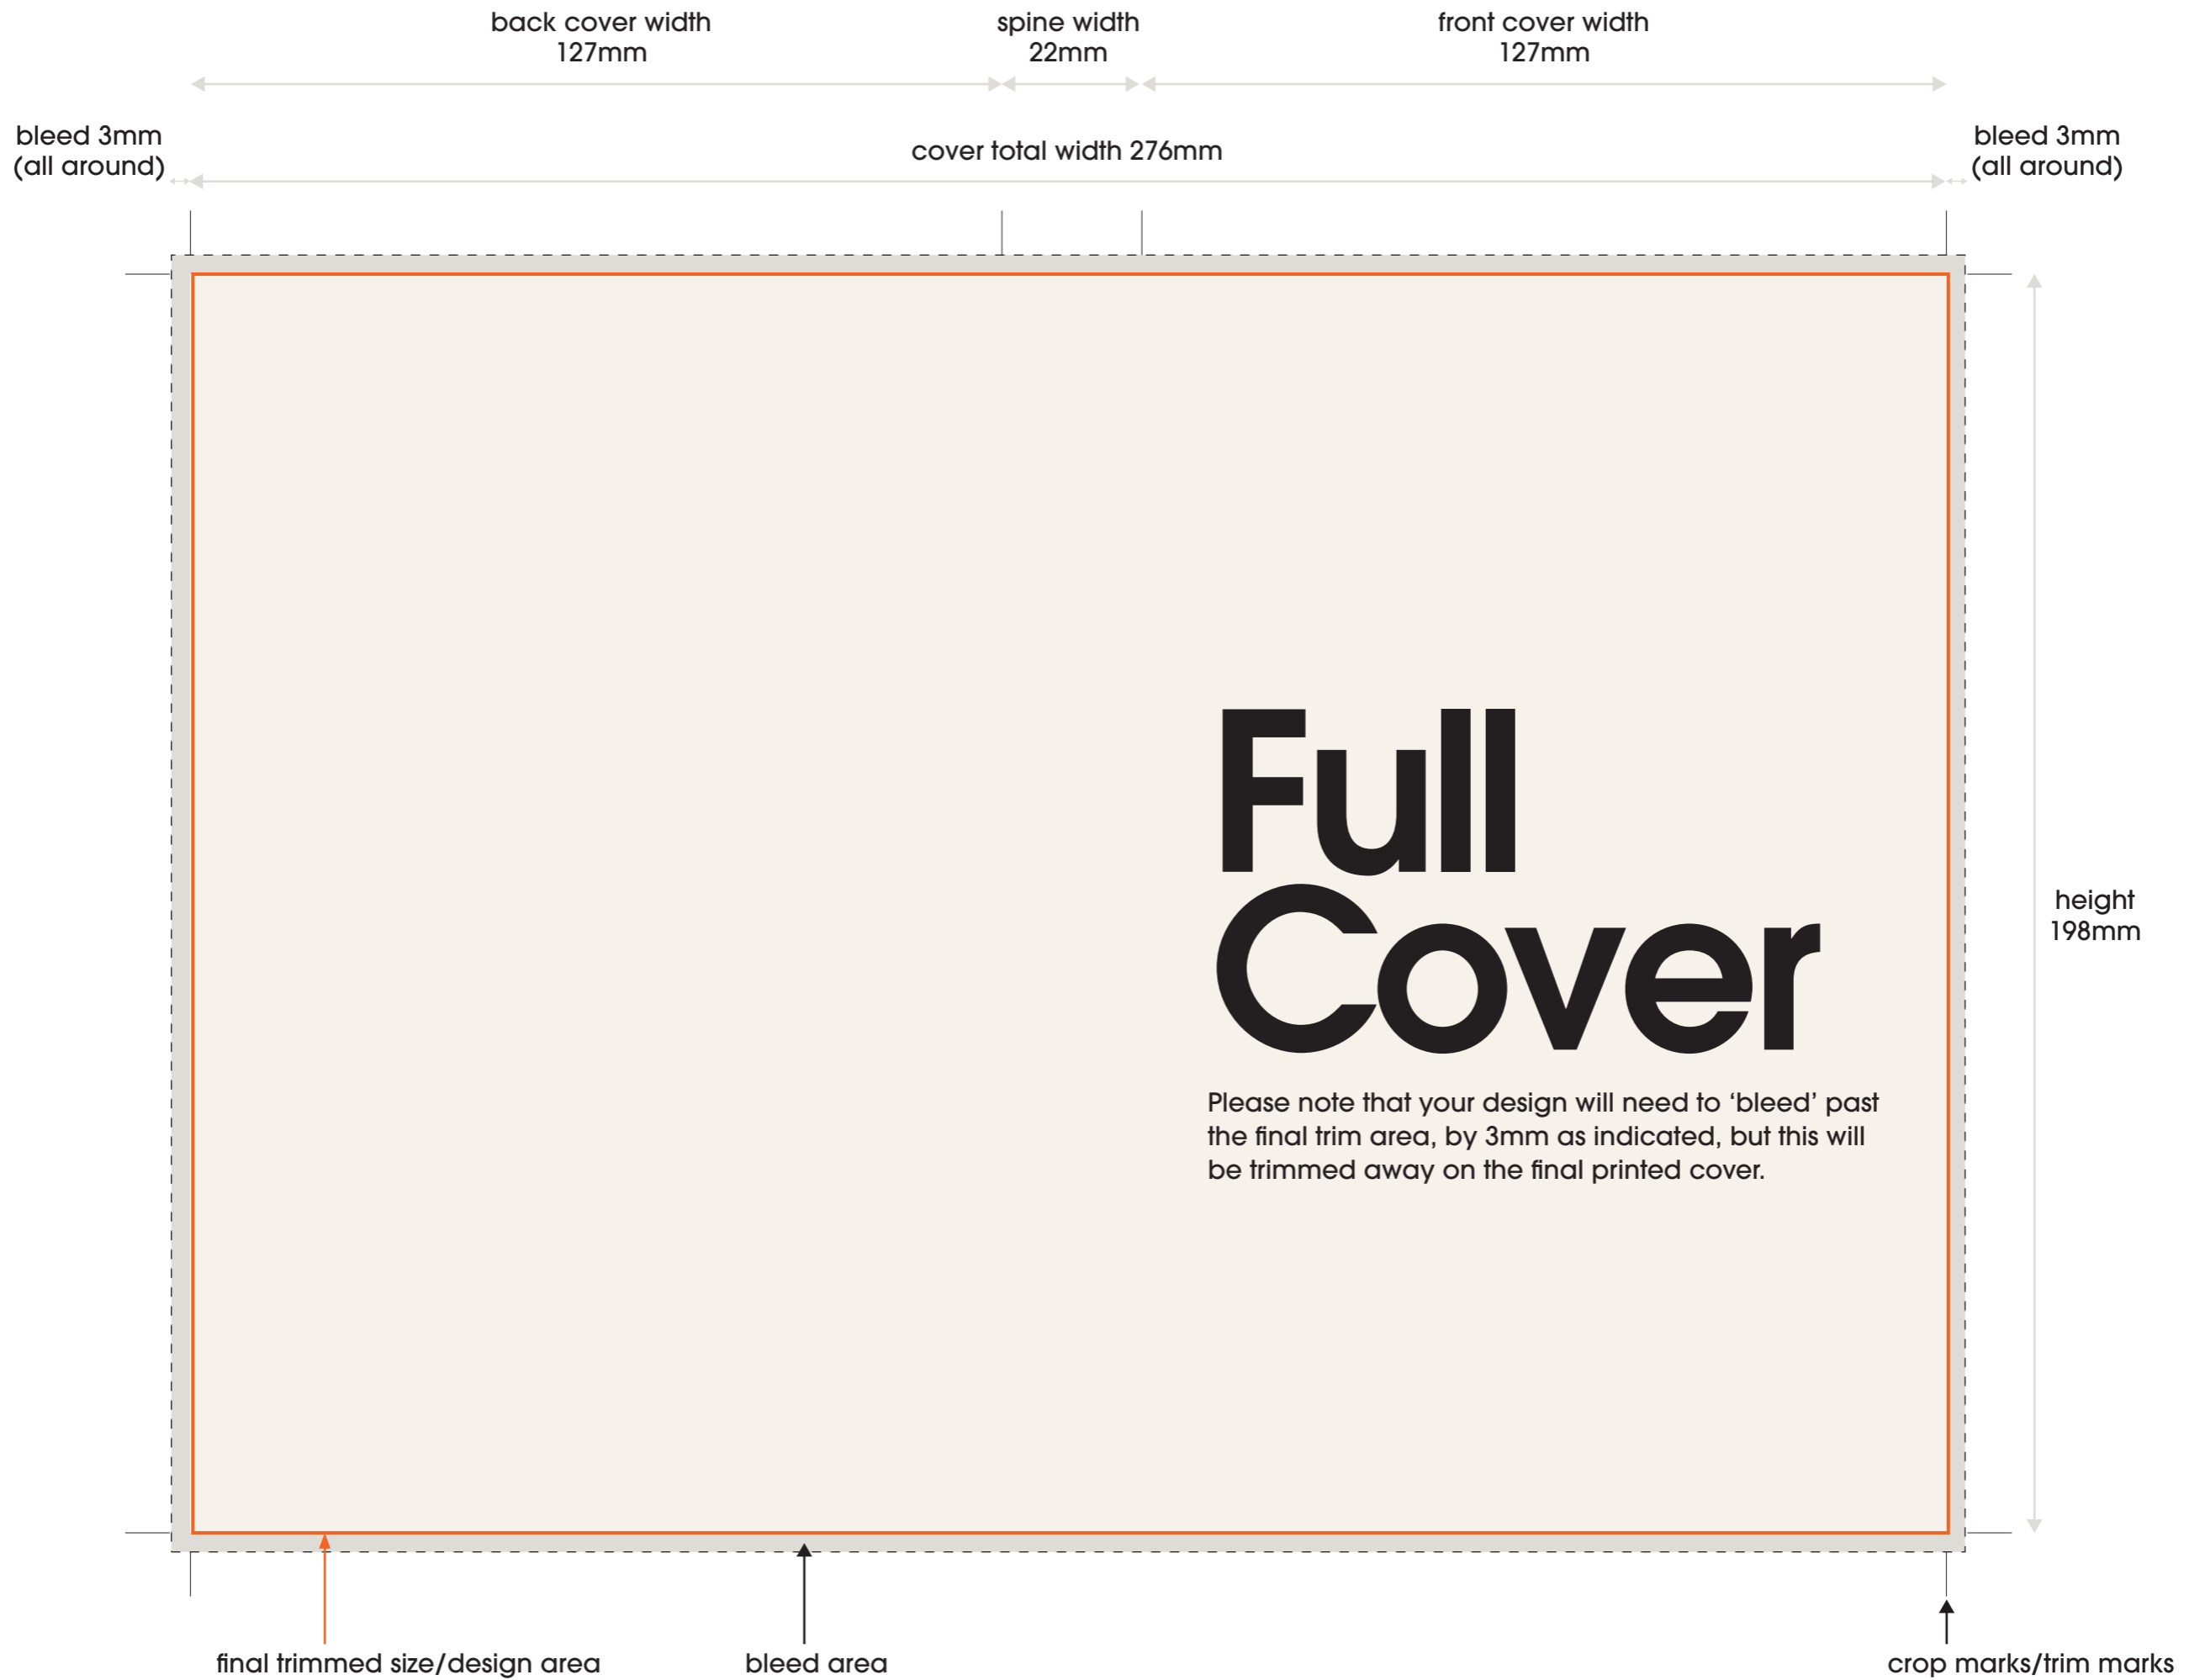 back cover width
127mm
spine width
22mm
front cover width
127mm
bleed 3mm
(all around)
cover total width 276mm
bleed 3mm
(all around)
Full
Cover
height
198mm
Please note that your design will need to ‘bleed’ past
the final trim area, by 3mm as indicated, but this will
be trimmed away on the final printed cover.
final trimmed size/design area
bleed area
crop marks/trim marks